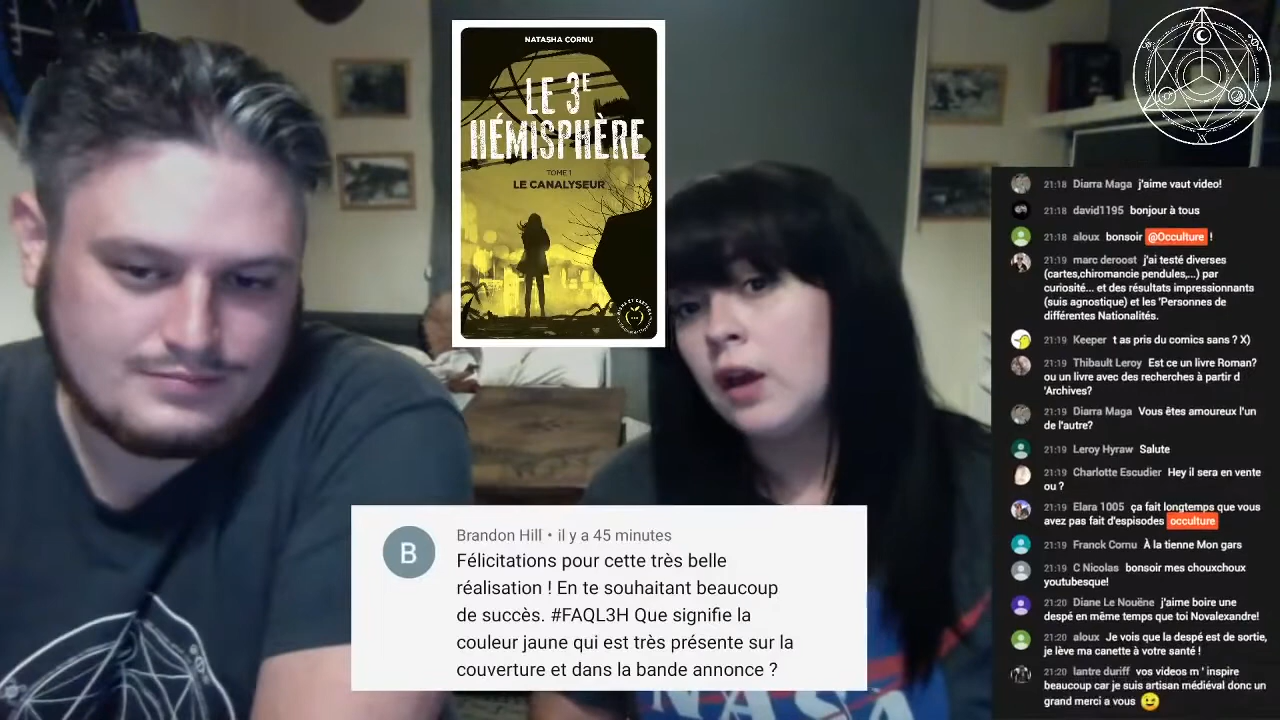 NATASHA CORNU
LE 3E
HÉMISPHÈRE
TOME 1
LE CANALYSEUR
Brandon Hill • il y a 45 minutes
B
Félicitations pour cette très belle
réalisation ! En te souhaitant beaucoup
de succès. #FAQL3H Que signifie la
couleur jaune qui est très présente sur la
couverture et dans la bande annonce ?
NASA
21:18 Diarra Maga j'aime vaut video!
21:18 david1195 bonjour à tous
21:18 aloux bonsoir @Occulture !
21:19 marc deroost j'ai testé diverses
(cartes,chiromancie pendules,...) par
curiosité... et des résultats impressionnants
(suis agnostique) et les 'Personnes de
différentes Nationalités.
21:19 Keeper t as pris du comics sans ? X)
21:19 Thibault Leroy Est ce un livre Roman?
ou un livre avec des recherches à partir d
'Archives?
21:19 Diarra Maga Vous êtes amoureux l'un
de l'autre?
21:19 Leroy Hyraw Salute
21:19 Charlotte Escudier Hey il sera en vente
ou ?
21:19 Elara 1005 ça fait longtemps que vous
avez pas fait d'espisodes occulture
21:19 Franck Cornu À la tienne Mon gars
21:19 C Nicolas bonsoir mes chouxchoux
youtubesque!
21:20 Diane Le Nouëne j'aime boire une
despé en même temps que toi Novalexandre!
21:20 aloux Je vois que la despé est de sortie,
je lève ma canette à votre santé !
21:20 lantre duriff vos videos m ' inspire
beaucoup car je suis artisan médiéval donc un
grand merci a vous 😉